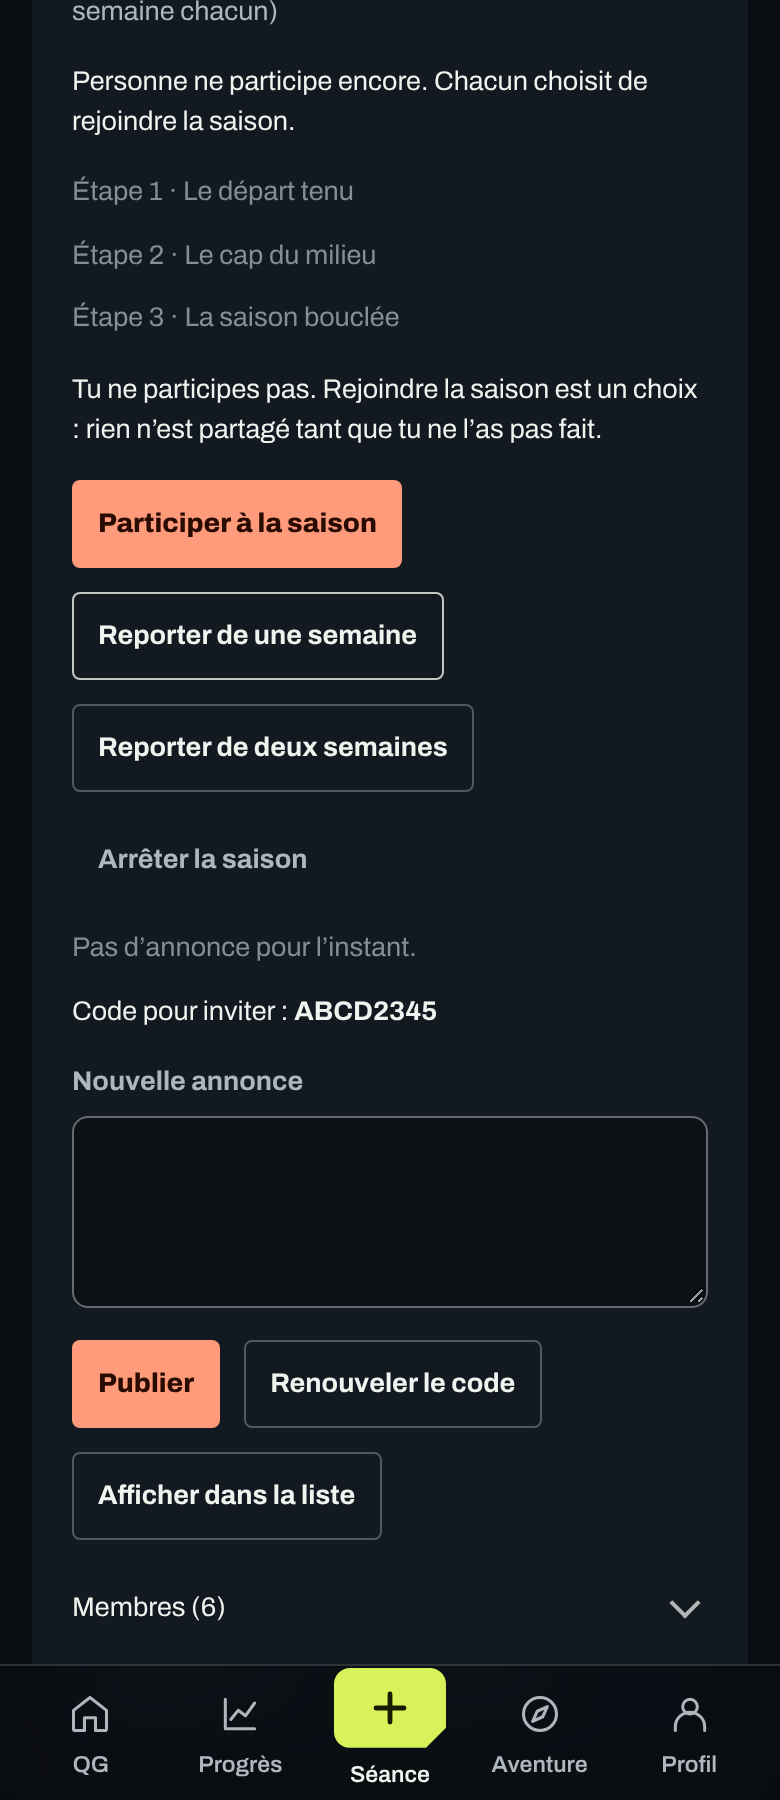 semaine chacun)
Personne ne participe encore. Chacun choisit de
rejoindre la saison.
Étape 1 · Le départ tenu
Étape 2 · Le cap du milieu
Étape 3 · La saison bouclée
Tu ne participes pas. Rejoindre la saison est un choix
: rien n’est partagé tant que tu ne l’as pas fait.
Participer à la saison
Reporter de une semaine
Reporter de deux semaines
Arrêter la saison
Pas d’annonce pour l’instant.
Code pour inviter : ABCD2345
Nouvelle annonce
Publier
Renouveler le code
Afficher dans la liste
Membres (6)
QG
Progrès
Séance
Aventure
Profil